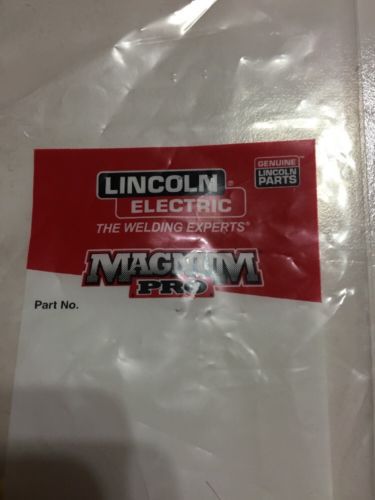 GENUINE
LINCOLN
PARTS
LINCOLN®
ELECTRIC
THE WELDING EXPERTS®
MAGNUM
PRO
Part No.